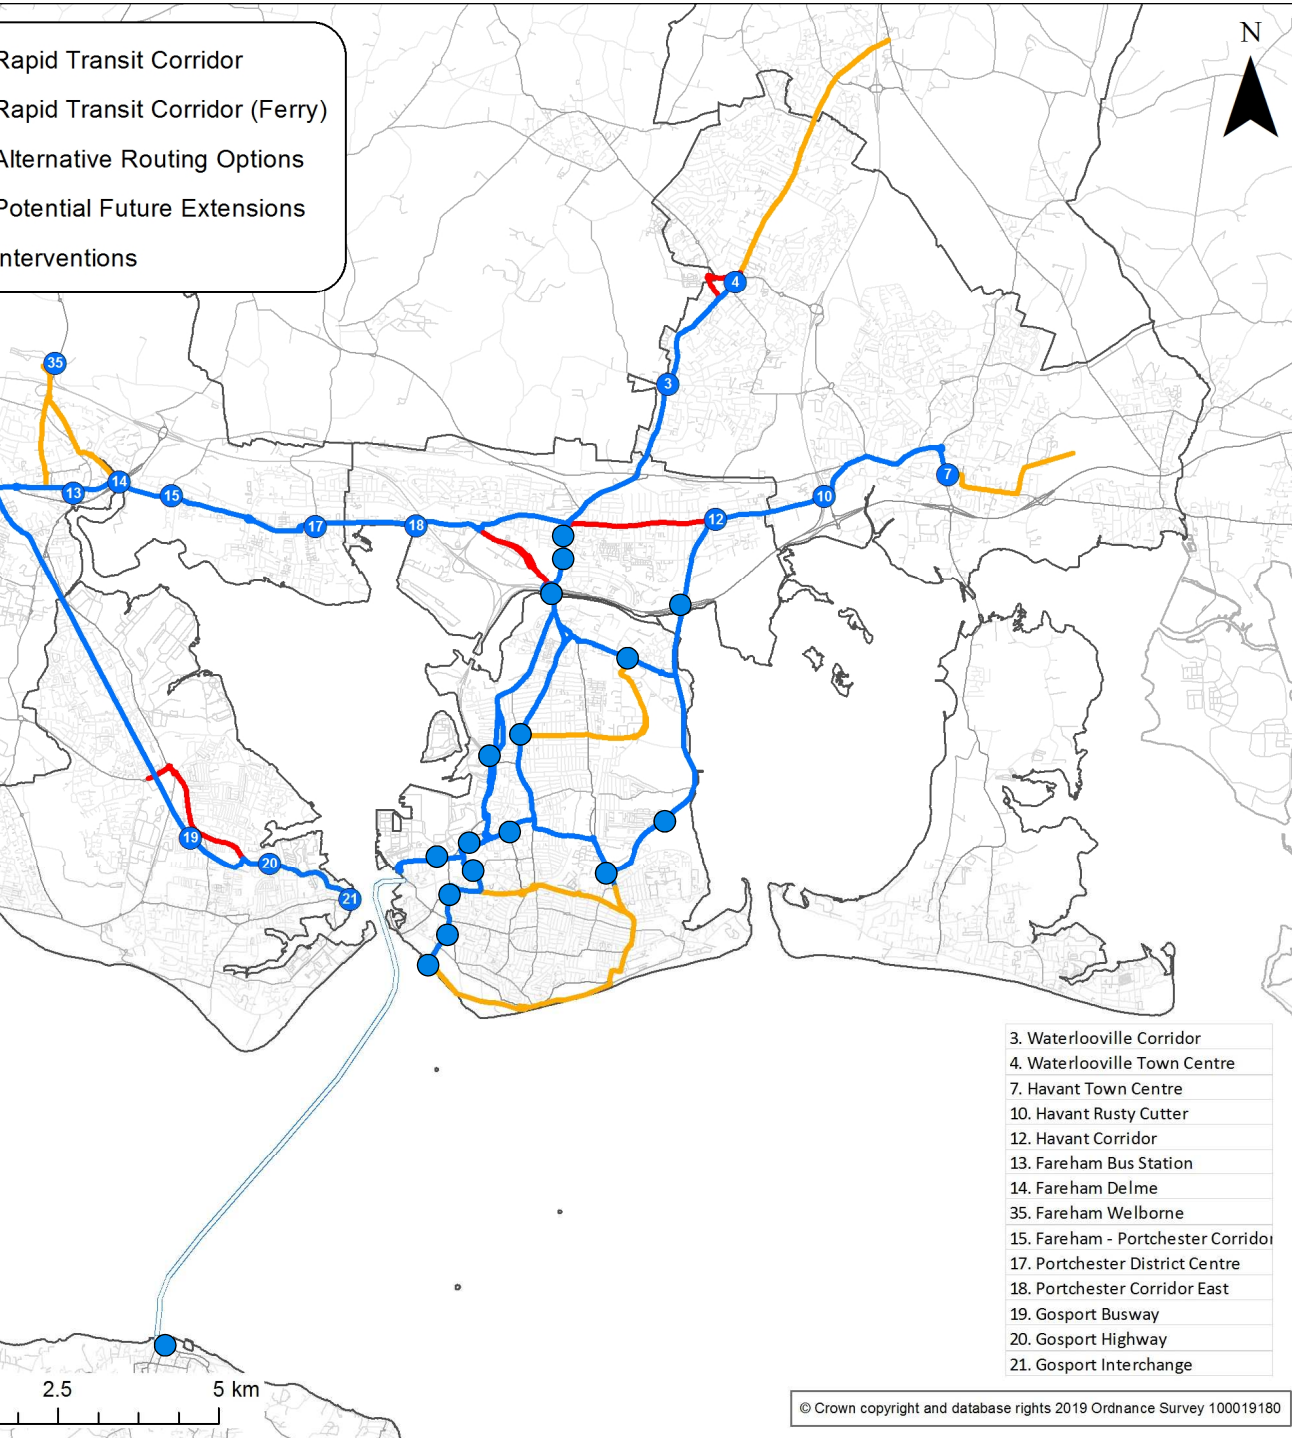 Rapid Transit Corridor
Rapid Transit Corridor (Ferry)
Alternative Routing Options
Potential Future Extensions
nterventions
N
4
35
3
7
14
13
15
10
17
18
12
19
20
21
3. Waterlooville Corridor
4. Waterlooville Town Centre
7. Havant Town Centre
10. Havant Rusty Cutter
12. Havant Corridor
13. Fareham Bus Station
14. Fareham Delme
35. Fareham Welborne
15. Fareham - Portchester Corridor
17. Portchester District Centre
18. Portchester Corridor East
19. Gosport Busway
20. Gosport Highway
21. Gosport Interchange
2.5 5 km
© Crown copyright and database rights 2019 Ordnance Survey 100019180